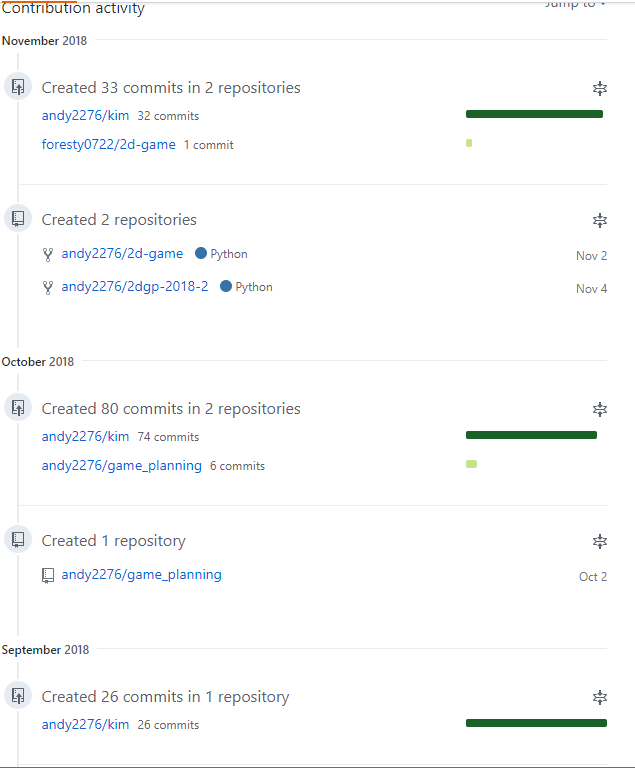 Contribution activity
Jump to
November 2018
Created 33 commits in 2 repositories
andy2276/kim 32 commits
foresty0722/2d-game 1 commit
Created 2 repositories
andy2276/2d-game Python Nov 2
andy2276/2dgp-2018-2 Python Nov 4
October 2018
Created 80 commits in 2 repositories
andy2276/kim 74 commits
andy2276/game_planning 6 commits
Created 1 repository
andy2276/game_planning Oct 2
September 2018
Created 26 commits in 1 repository
andy2276/kim 26 commits